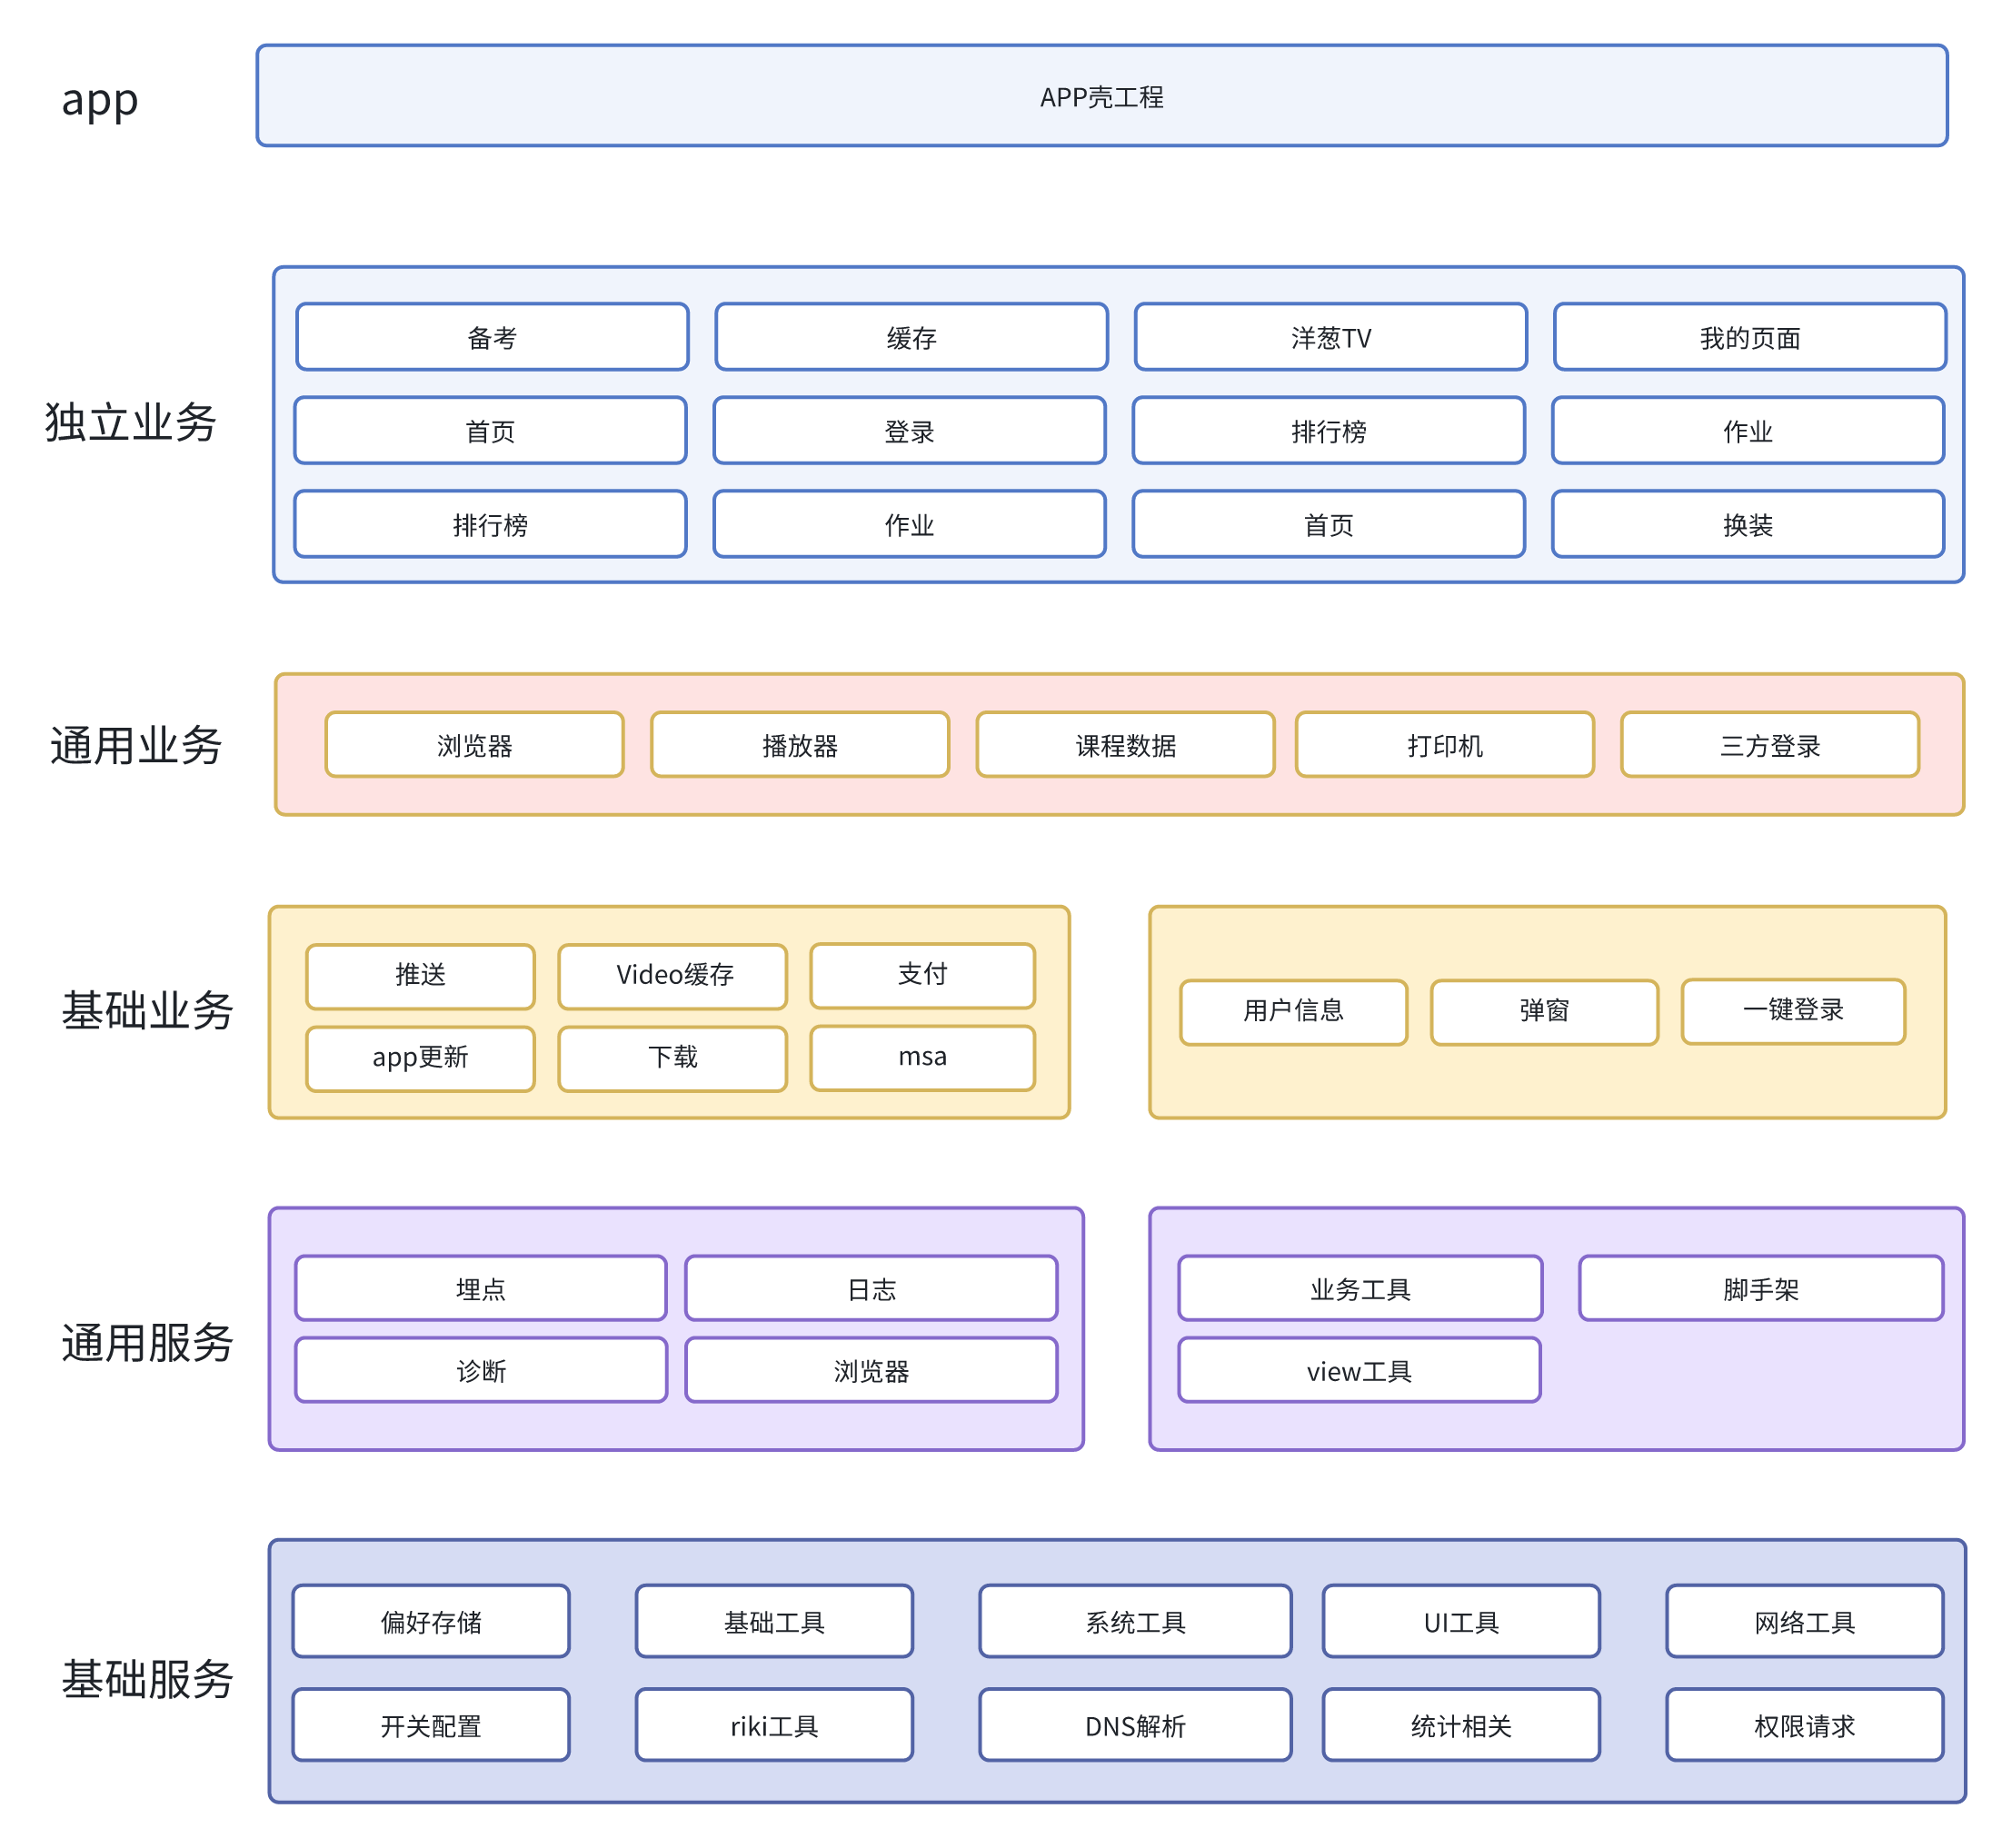 app
APP壳工程
独立业务
备考
缓存
洋葱TV
我的页面
首页
登录
排行榜
作业
排行榜
作业
首页
换装
通用业务
浏览器
播放器
课程数据
打印机
三方登录
基础业务
推送
Video缓存
支付
app更新
下载
msa
用户信息
弹窗
一键登录
通用服务
埋点
日志
诊断
浏览器
业务工具
脚手架
view工具
基础服务
偏好存储
基础工具
系统工具
UI工具
网络工具
开关配置
riki工具
DNS解析
统计相关
权限请求